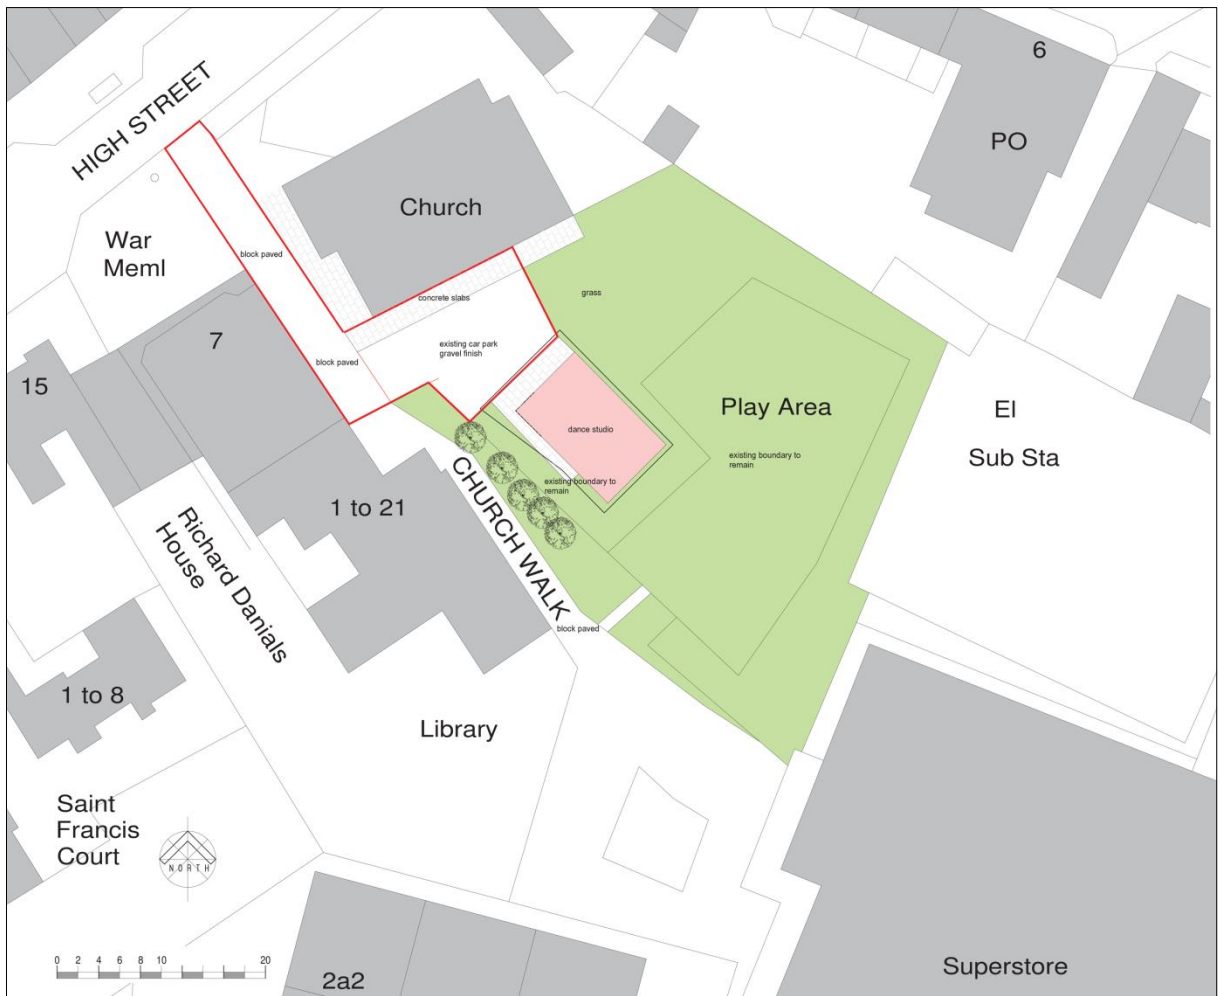 6
HIGH STREET
PO
Church
War
Meml
block paved
concrete slabs
grass
7
existing car park
gravel finish
block paved
15
Play Area
El
Sub Sta
dance studio
existing boundary to
remain
existing boundary to
remain
CHURCH WALK
1 to 21
Richard Danials
House
block paved
1 to 8
Library
Saint
Francis
Court
NORTH
0 2 4 6 8 10 20
2a2
Superstore